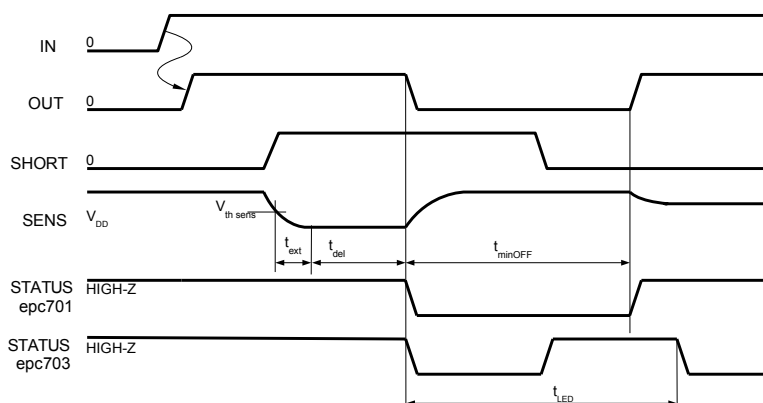 IN
0
OUT
0
SHORT
0
SENS
V_DD
V_th sens
t_ext
t_del
t_minOFF
STATUS
epc701
HIGH-Z
STATUS
epc703
HIGH-Z
t_LED